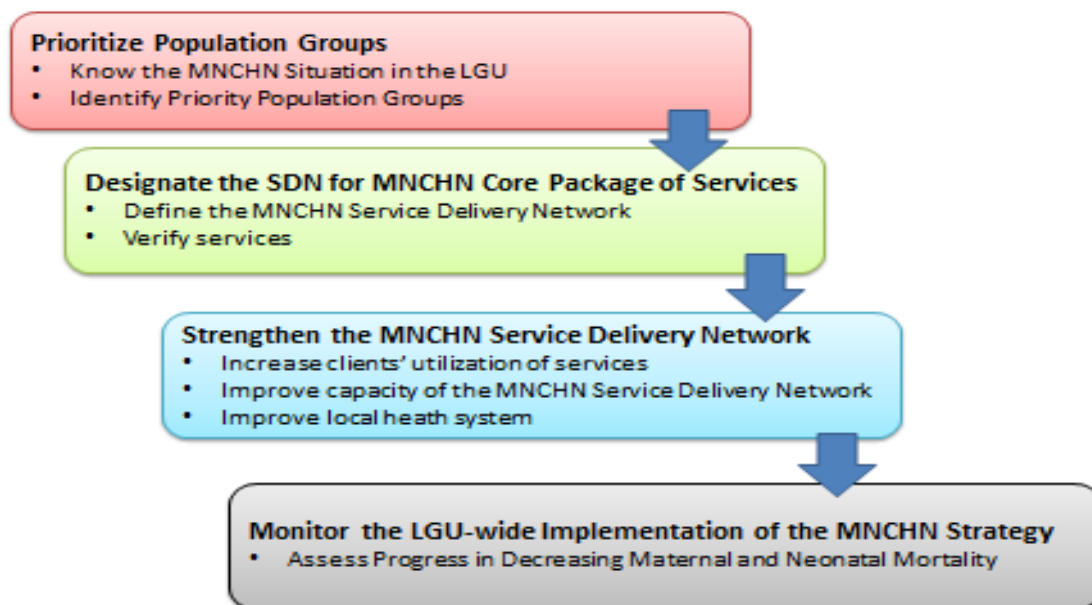 Prioritize Population Groups
• Know the MNCHN Situation in the LGU
• Identify Priority Population Groups
Designate the SDN for MNCHN Core Package of Services
• Define the MNCHN Service Delivery Network
• Verify services
Strengthen the MNCHN Service Delivery Network
• Increase clients' utilization of services
• Improve capacity of the MNCHN Service Delivery Network
• Improve local heath system
Monitor the LGU-wide Implementation of the MNCHN Strategy
• Assess Progress in Decreasing Maternal and Neonatal Mortality